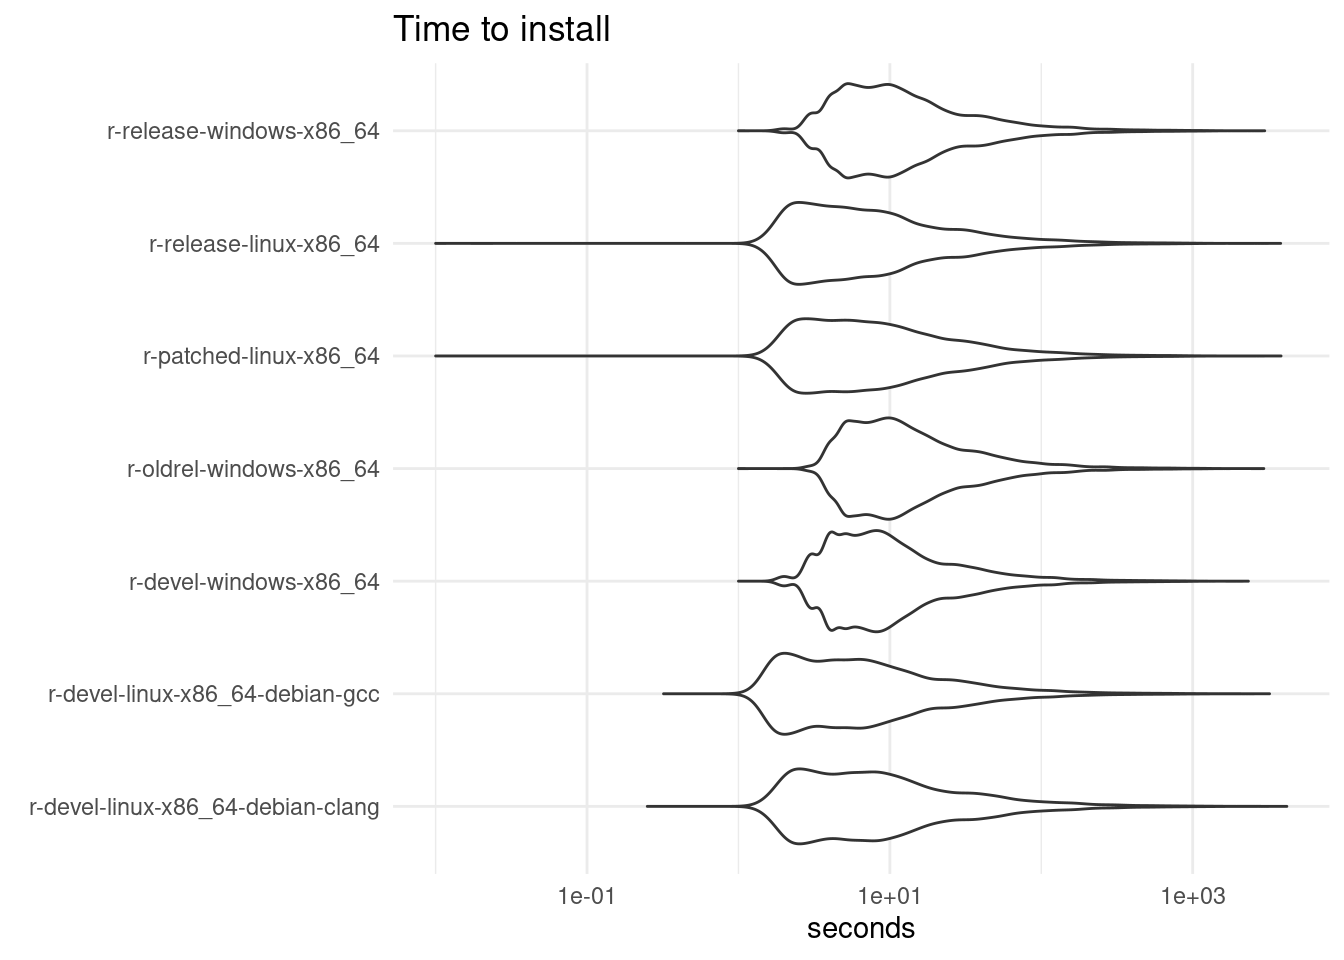 Time to install
r-release-windows-x86_64
r-release-linux-x86_64
r-patched-linux-x86_64
r-oldrel-windows-x86_64
r-devel-windows-x86_64
r-devel-linux-x86_64-debian-gcc
r-devel-linux-x86_64-debian-clang
1e-01 1e+01 1e+03
seconds